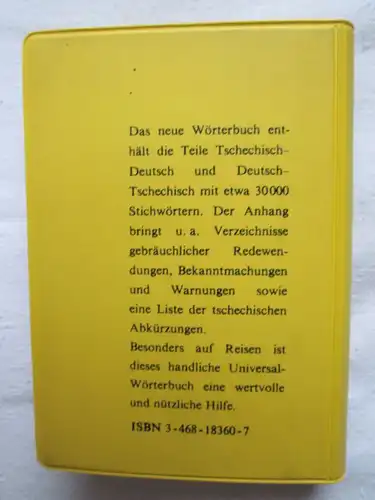 Das neue Wörterbuch ent-
hält die Teile Tschechisch-
Deutsch und Deutsch-
Tschechisch mit etwa 30000
Stichwörtern. Der Anhang
bringt u. a. Verzeichnisse
gebräuchlicher Redewen-
dungen, Bekanntmachungen
und Warnungen sowie
eine Liste der tschechischen
Abkürzungen.
Besonders auf Reisen ist
dieses handliche Universal-
Wörterbuch eine wertvolle
und nützliche Hilfe.
ISBN 3-468-18360-7